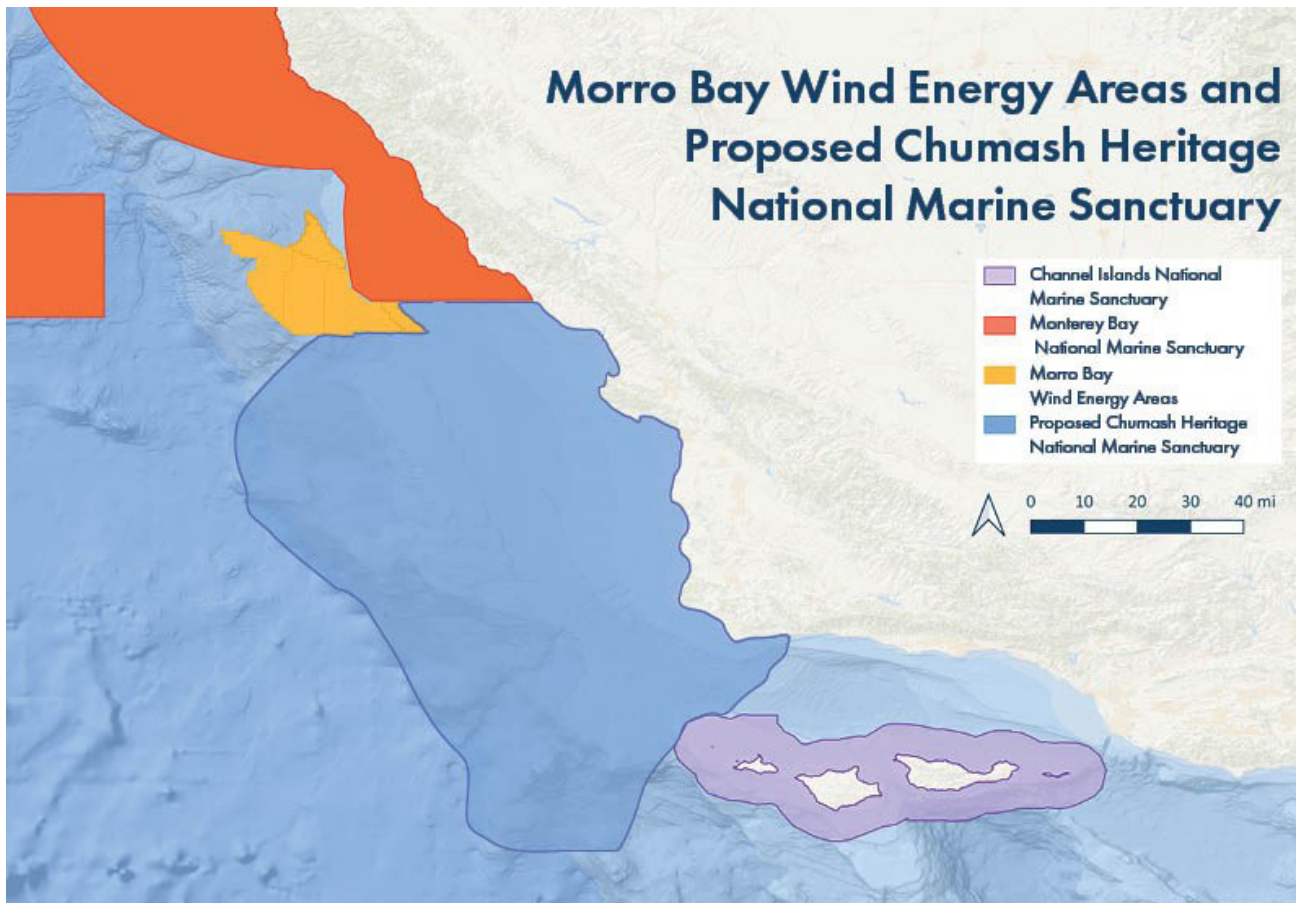 Morro Bay Wind Energy Areas and
Proposed Chumash Heritage
National Marine Sanctuary
Channel Islands National
Marine Sanctuary
Monterey Bay
National Marine Sanctuary
Morro Bay
Wind Energy Areas
Proposed Chumash Heritage
National Marine Sanctuary
0 10 20 30 40 mi